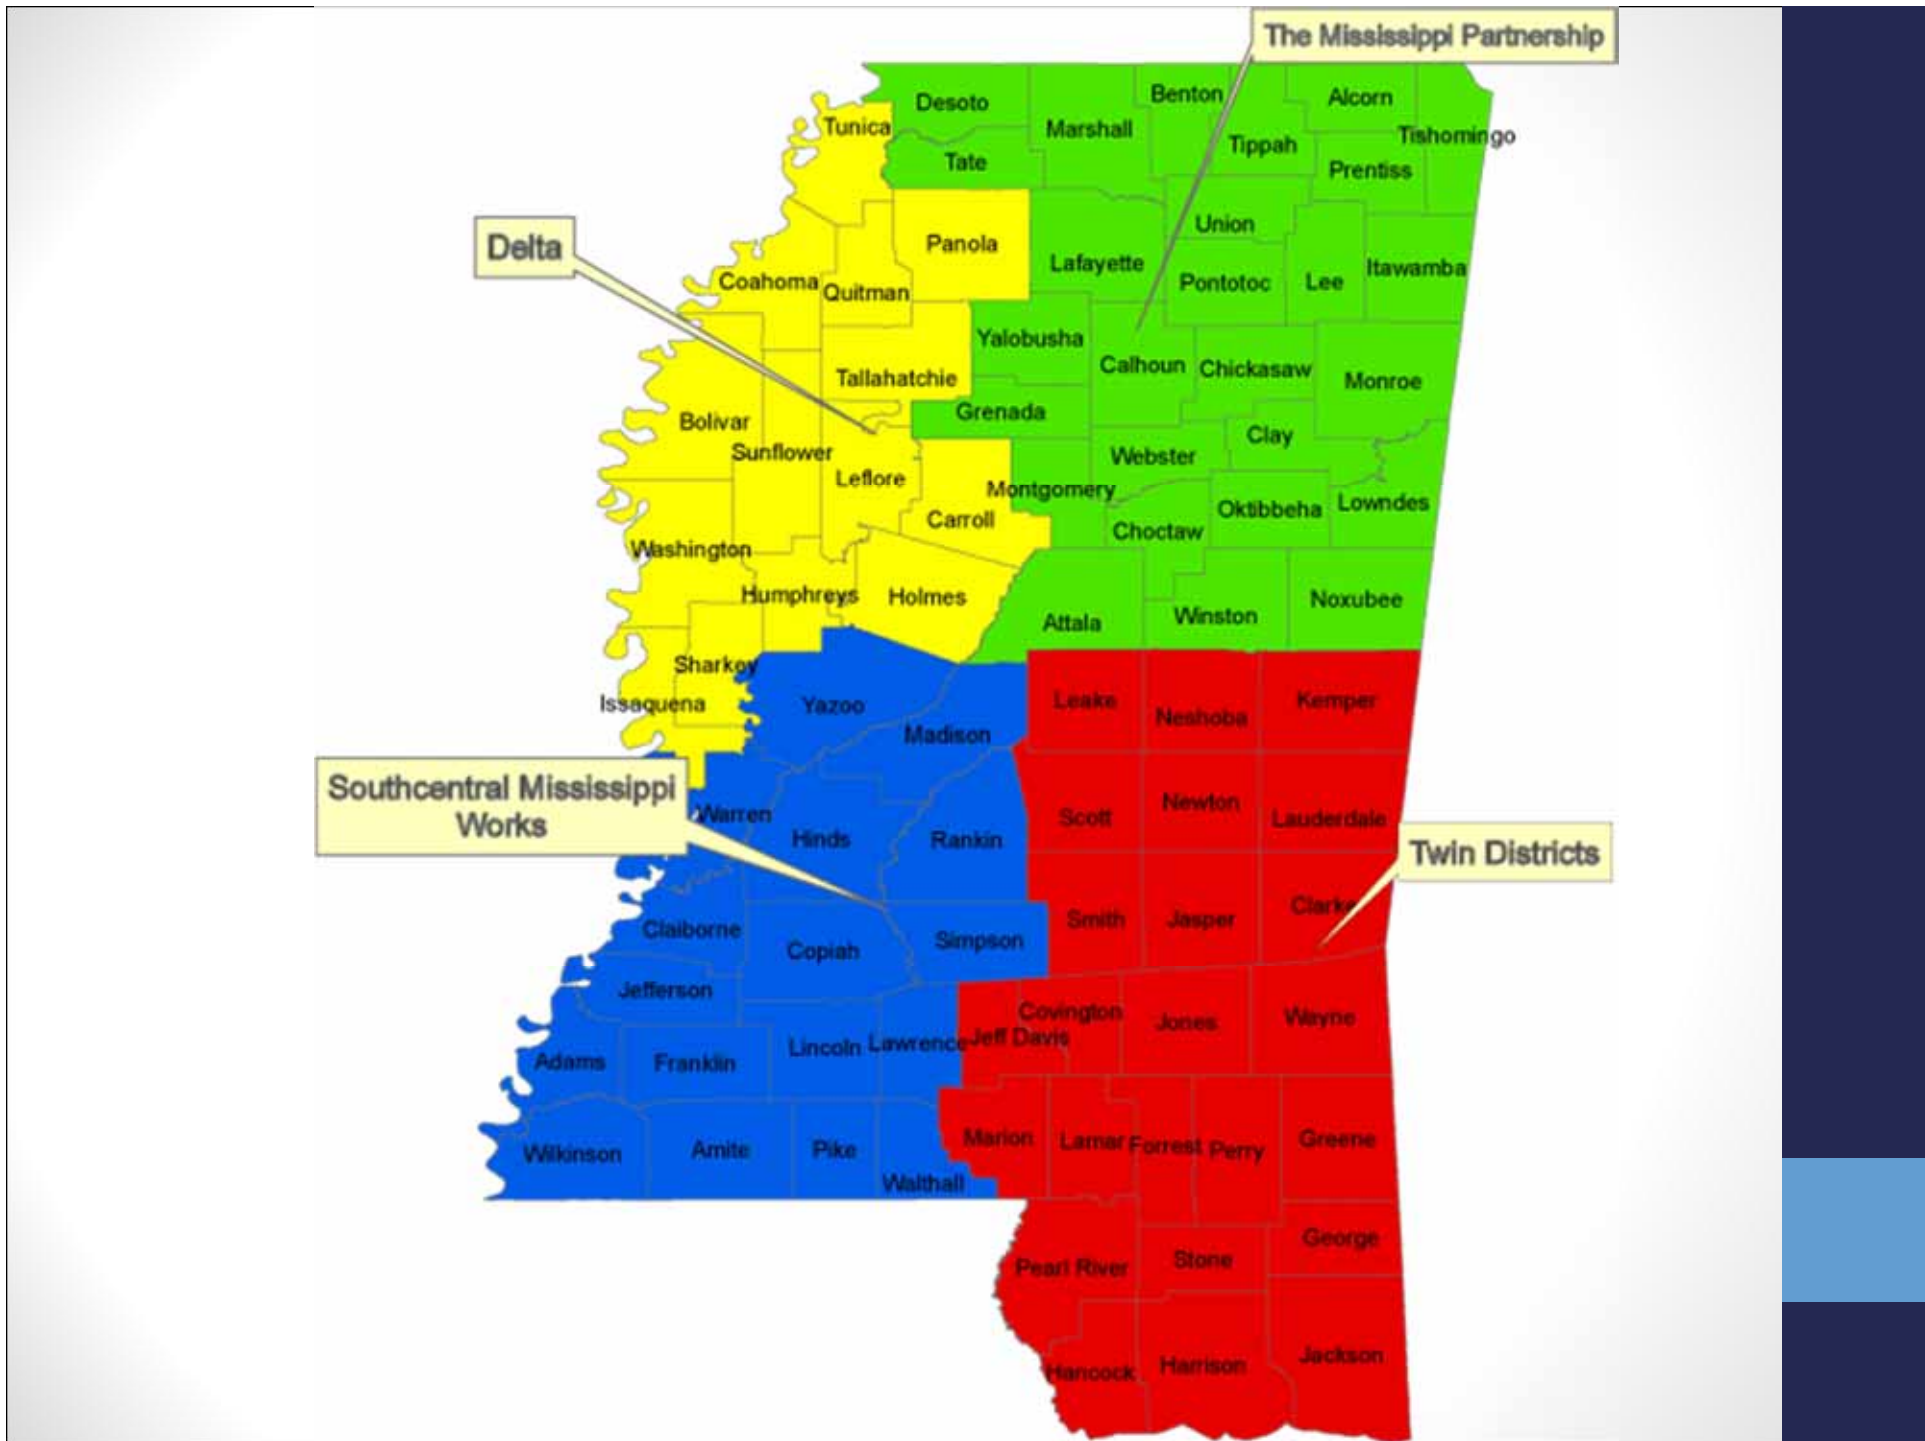 The Mississippi Partnership
Desoto
Benton
Alcorn
Tunica
Marshall
Tishomingo
Tate
Tippah
Prentiss
Delta
Panola
Union
Coahoma
Quitman
Lafayette
Pontotoc
Lee
Itawamba
Yalobusha
Tallahatchie
Calhoun
Chickasaw
Monroe
Bolivar
Grenada
Clay
Sunflower
Leflore
Webster
Montgomery
Carroll
Choctaw
Oktibbeha
Lowndes
Washington
Humphreys
Holmes
Attala
Winston
Noxubee
Sharkey
Issaquena
Yazoo
Madison
Leake
Neshoba
Kemper
Southcentral Mississippi
Works
Warren
Hinds
Rankin
Scott
Newton
Lauderdale
Twin Districts
Claiborne
Copiah
Simpson
Smith
Jasper
Clarke
Jefferson
Covington
Jones
Wayne
Adams
Franklin
Lincoln
Lawrence
Jeff Davis
Wilkinson
Amite
Pike
Walthall
Marion
Lamar
Forrest
Perry
Greene
Pearl River
Stone
George
Hancock
Harrison
Jackson